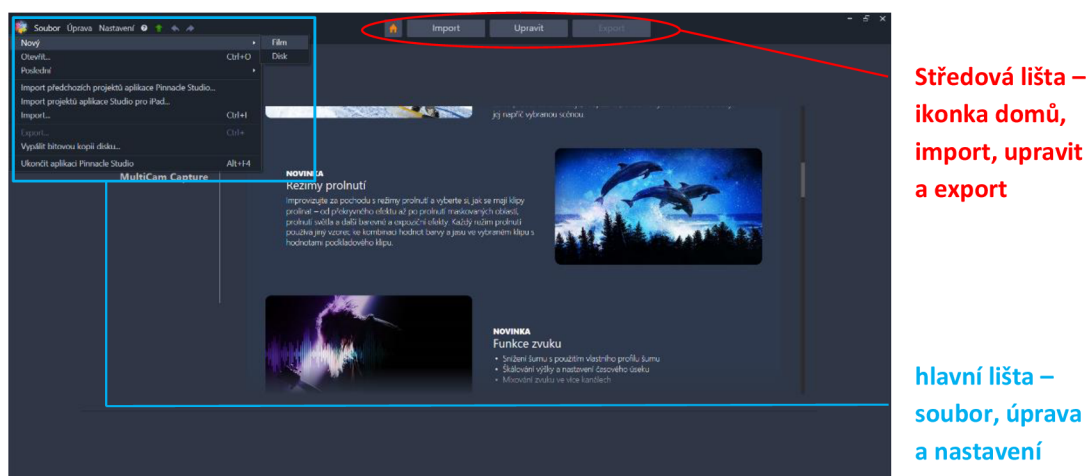 Soubor Úprava Nastavení
Import Upravit Export
Nový
Film
Otevřít... Ctrl+O
Disk
Poslední
Import předchozích projektů aplikace Pinnacle Studio...
Import projektů aplikace Studio pro iPad...
Import... Ctrl+I
Export...
Vypálit bitovou kopii disku...
Ukončit aplikaci Pinnacle Studio Alt+F4
MultiCam Capture
jej napříč vybranou scénou
NOVINKA
Režimy prolnutí
Improvizujte za pochodu s režimy prolnutí a vyberte si, jak se mají klipy
prolínat – od překryvného efektu až po prolnutí maskovaných oblastí,
prolnutí světla a další barevné a expoziční efekty. Každý režim prolnutí
používá jiný vzorec ke kombinaci hodnot barvy a jasu ve vybraném klipu s
hodnotami podkladového klipu.
NOVINKA
Funkce zvuku
• Snížení šumu s použitím vlastního profilu šumu
• Škálování výšky a nastavení časového úseku
• Mixování zvuku ve více kanálech
Středová lišta –
ikonka domů,
import, upravit
a export
hlavní lišta –
soubor, úprava
a nastavení